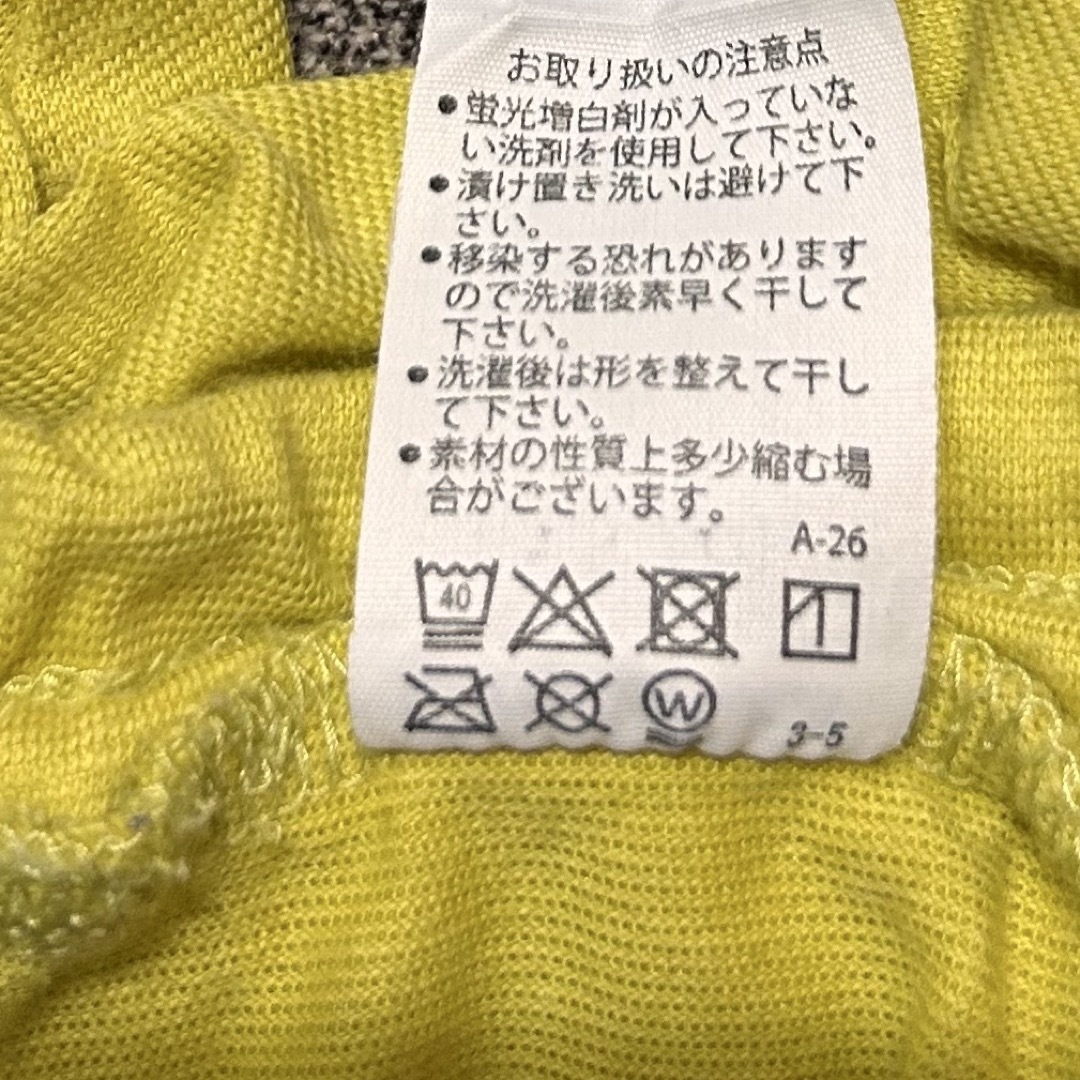 お取り扱いの注意点
●蛍光増白剤が入っていな
い洗剤を使用して下さい。
●漬け置き洗いは避けて下
さい。
●移染する恐れがあります
ので洗濯後素早く干して
下さい。
●洗濯後は形を整えて干し
て下さい。
●素材の性質上多少縮む場
合がございます。
A-26
40
W
3-5